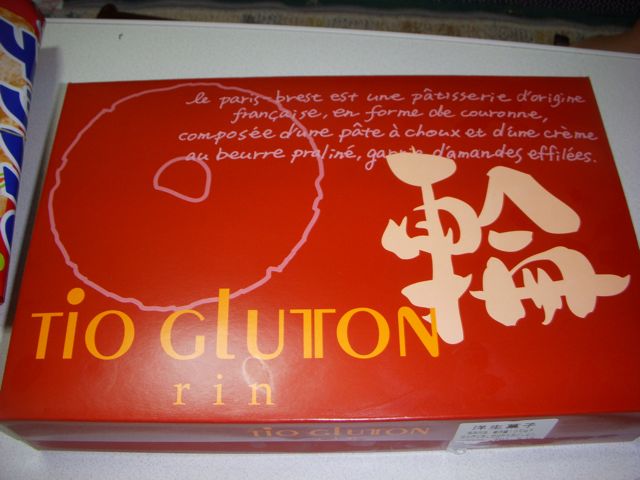 le paris brest est une pâtisserie d'origine
française, en forme de couronne,
composée d'une pâte à choux et d'une crème
au beurre praliné, garnie d'amandes effilées.
輪
TIO GLUTTON
rin
TIO GLUTTON
洋生菓子